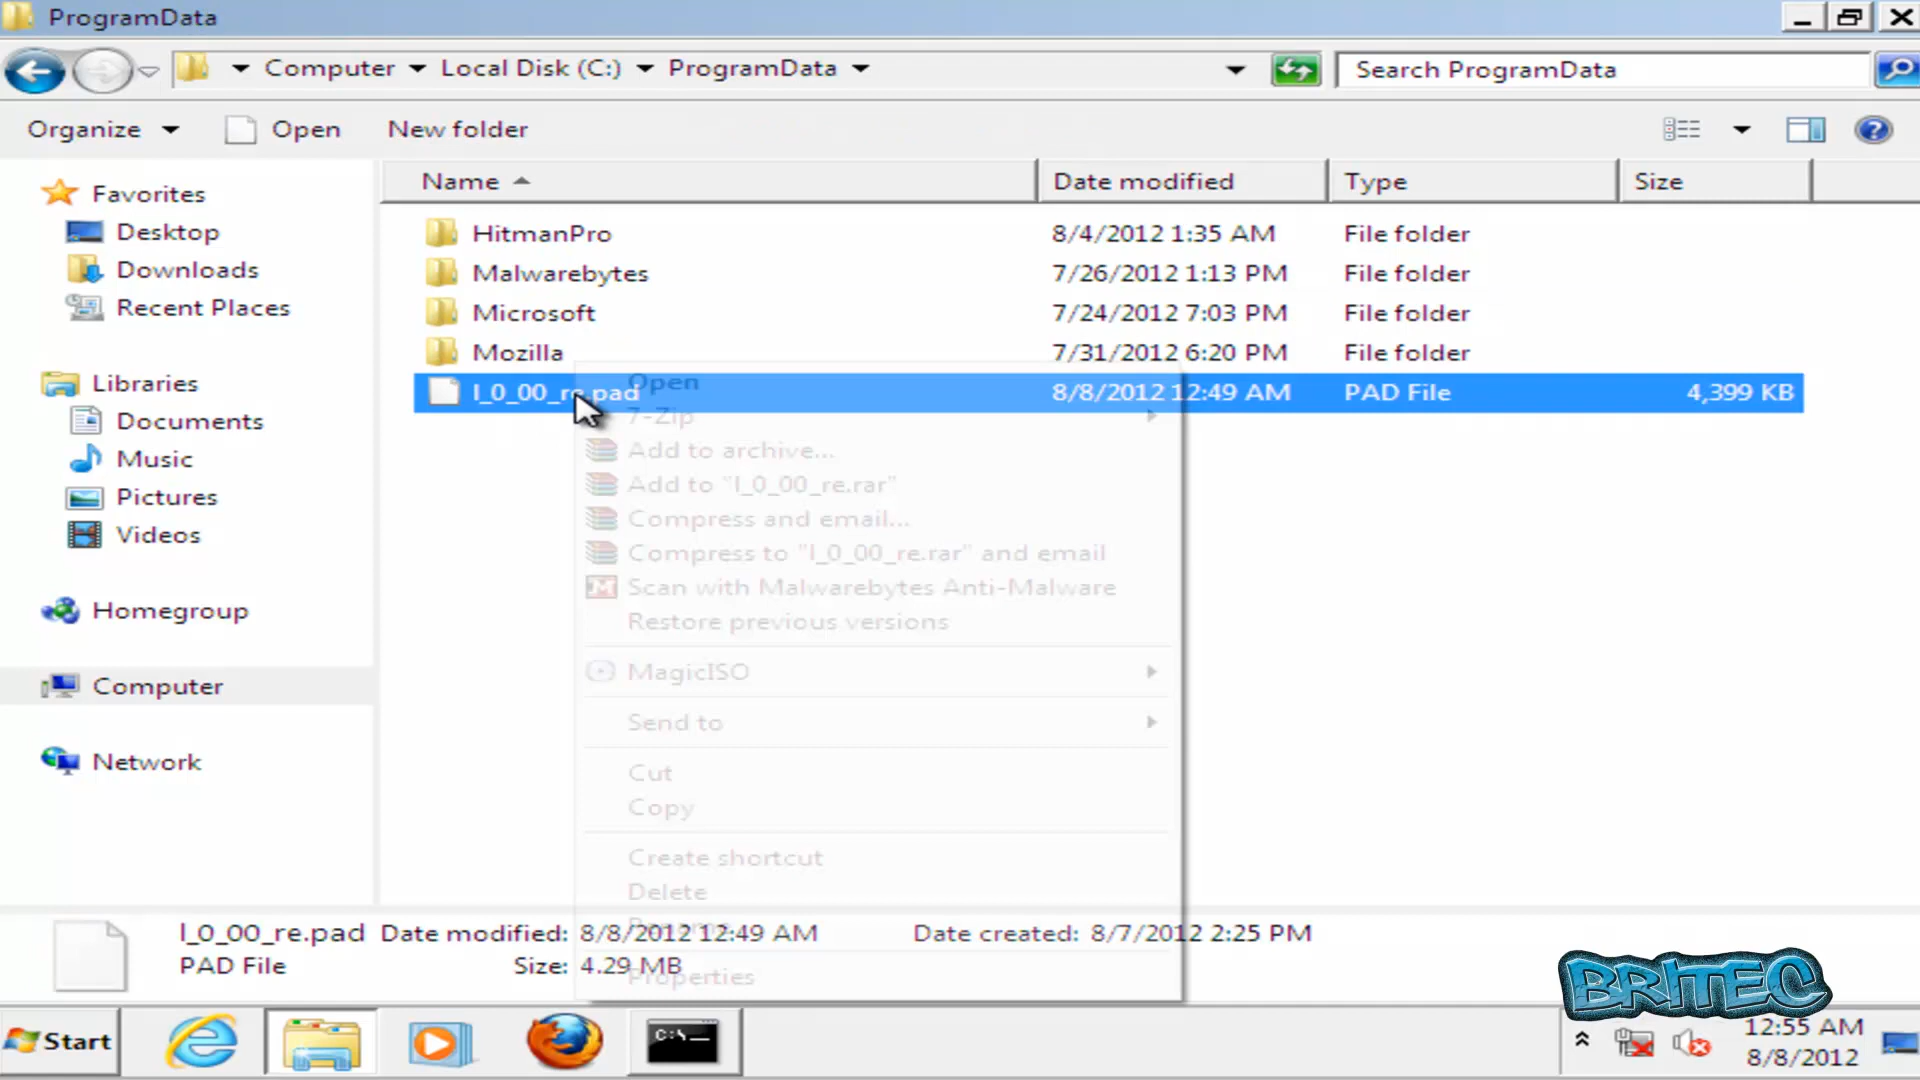 ProgramData
Computer Local Disk (C:) ProgramData Search ProgramData
Organize Open New folder
Name Date modified Type Size
Favorites
Desktop
Downloads
Recent Places
Libraries
Documents
Music
Pictures
Videos
Homegroup
Computer
Network
HitmanPro 8/4/2012 1:35 AM File folder
Malwarebytes 7/26/2012 1:13 PM File folder
Microsoft 7/24/2012 7:03 PM File folder
Mozilla 7/31/2012 6:20 PM File folder
l_0_00_re.pad 8/8/2012 12:49 AM PAD File 4,399 KB
Open
7-Zip
Add to archive...
Add to "l_0_00_re.rar"
Compress and email...
Compress to "l_0_00_re.rar" and email
Scan with Malwarebytes Anti-Malware
Restore previous versions
MagicISO
Send to
Cut
Copy
Create shortcut
Delete
Rename
Properties
l_0_00_re.pad Date modified: 8/8/2012 12:49 AM Date created: 8/7/2012 2:25 PM
PAD File Size: 4.29 MB
BRITEC
Start
C:\
12:55 AM
8/8/2012